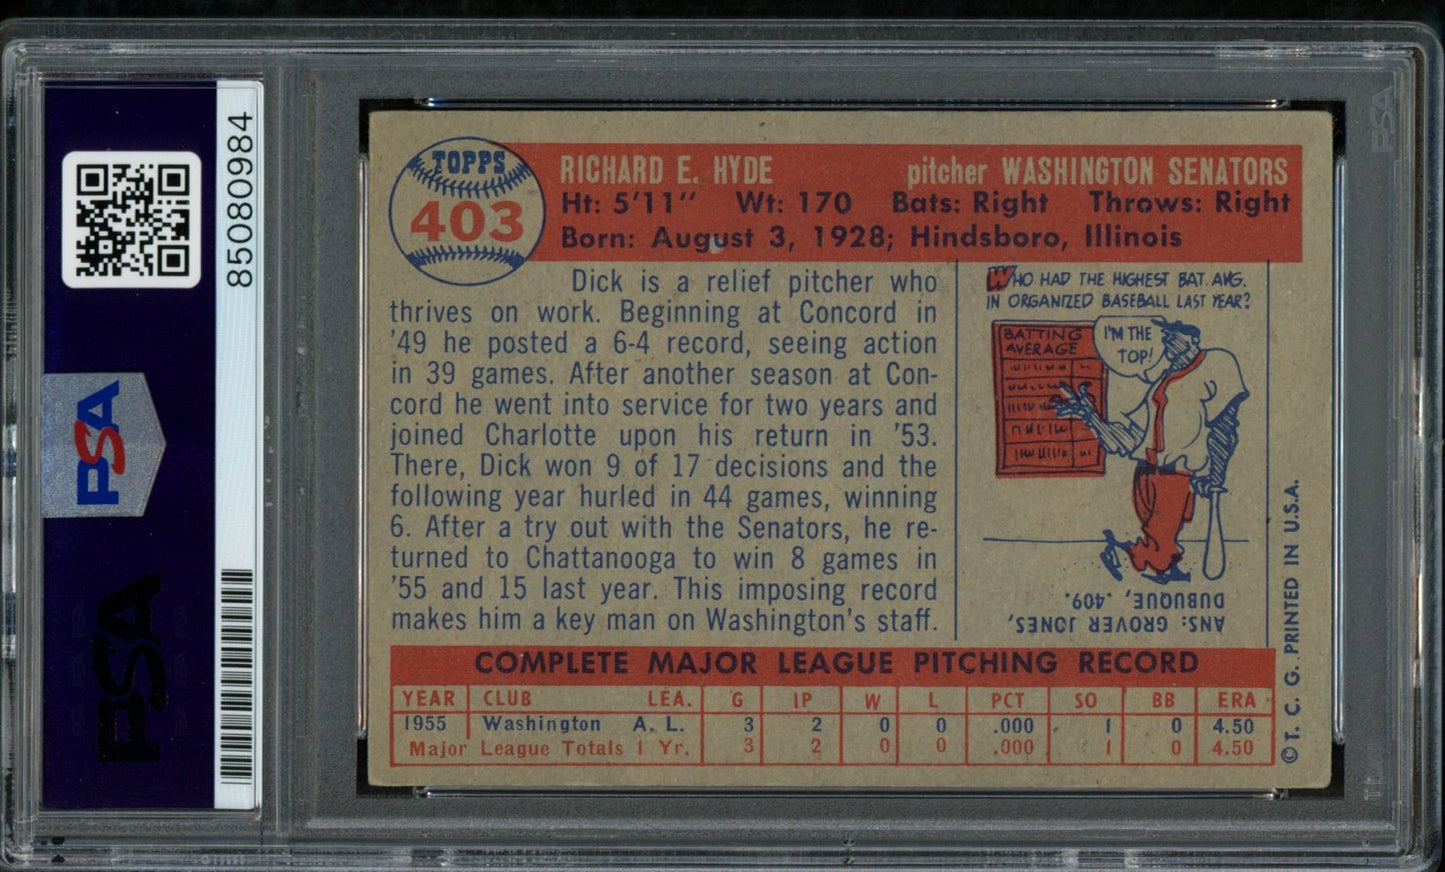 85080984
PSA
PSA
TOPPS
403
RICHARD E. HYDE pitcher WASHINGTON SENATORS
Ht: 5'11" Wt: 170 Bats: Right Throws: Right
Born: August 3, 1928; Hindsboro, Illinois
Dick is a relief pitcher who
thrives on work. Beginning at Concord in
'49 he posted a 6-4 record, seeing action
in 39 games. After another season at Con-
cord he went into service for two years and
joined Charlotte upon his return in '53.
There, Dick won 9 of 17 decisions and the
following year hurled in 44 games, winning
6. After a try out with the Senators, he re-
turned to Chattanooga to win 8 games in
'55 and 15 last year. This imposing record
makes him a key man on Washington's staff.
WHO HAD THE HIGHEST BAT. AVG.
IN ORGANIZED BASEBALL LAST YEAR?
BATTING
AVERAGE
I'M THE
TOP!
ANS: GROVER JONES,
DUBUQUE, .409.
COMPLETE MAJOR LEAGUE PITCHING RECORD
YEAR CLUB LEA. G IP W L PCT SO BB ERA
1955 Washington A. L. 3 2 0 0 .000 1 0 4.50
Major League Totals 1 Yr. 3 2 0 0 .000 1 0 4.50
© T. C. G. PRINTED IN U.S.A.
PSA